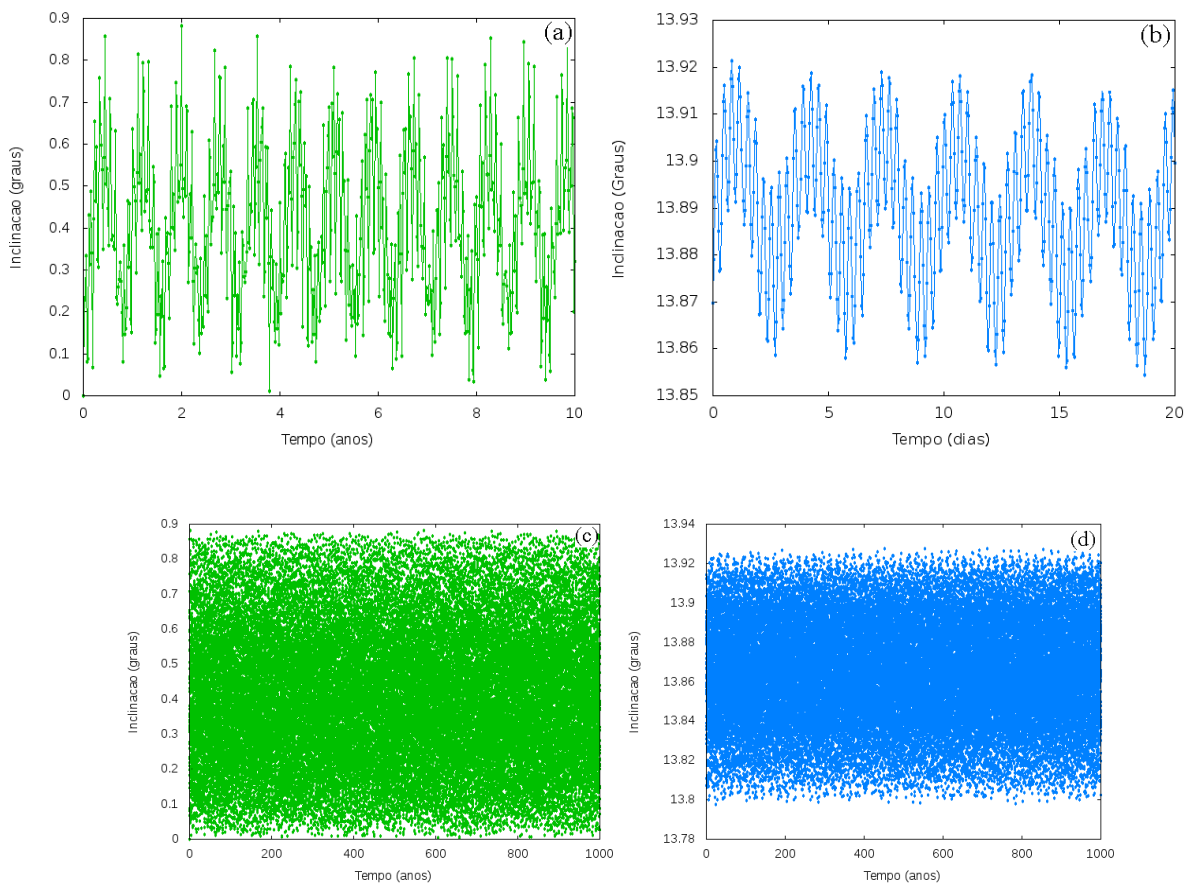 (a)
0.9
0.8
0.7
0.6
0.5
0.4
0.3
0.2
0.1
0
Inclinacao (graus)
0 2 4 6 8 10
Tempo (anos)
(b)
13.93
13.92
13.91
13.9
13.89
13.88
13.87
13.86
13.85
Inclinacao (Graus)
0 5 10 15 20
Tempo (dias)
(c)
0.9
0.8
0.7
0.6
0.5
0.4
0.3
0.2
0.1
0
Inclinacao (graus)
0 200 400 600 800 1000
Tempo (anos)
(d)
13.94
13.92
13.9
13.88
13.86
13.84
13.82
13.8
13.78
Inclinacao (graus)
0 200 400 600 800 1000
Tempo (anos)